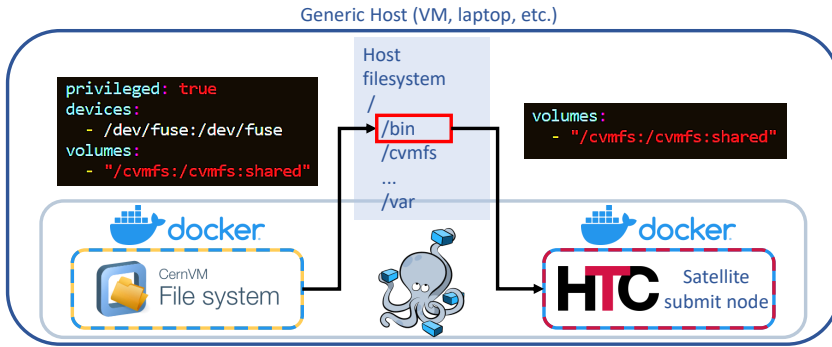 Generic Host (VM, laptop, etc.)
Host
filesystem
/
/bin
/cvmfs
...
/var
privileged: true
devices:
- /dev/fuse:/dev/fuse
volumes:
- "/cvmfs:/cvmfs:shared"
volumes:
- "/cvmfs:/cvmfs:shared"
docker
CernVM
File system
docker
HTC
Satellite
submit node